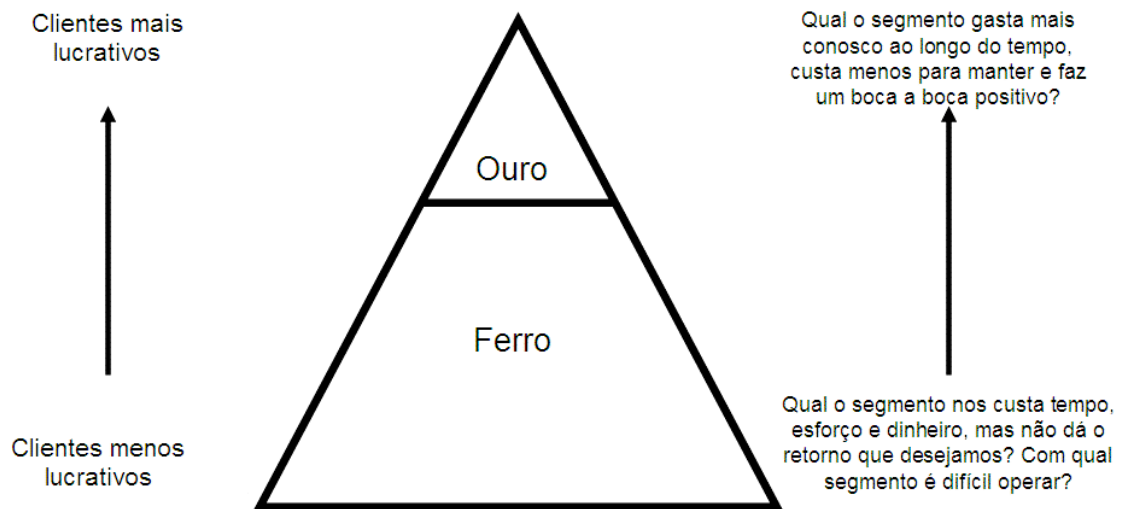 Clientes mais
lucrativos
Qual o segmento gasta mais
conosco ao longo do tempo,
custa menos para manter e faz
um boca a boca positivo?
Ouro
Ferro
Clientes menos
lucrativos
Qual o segmento nos custa tempo,
esforço e dinheiro, mas não dá o
retorno que desejamos? Com qual
segmento é difícil operar?